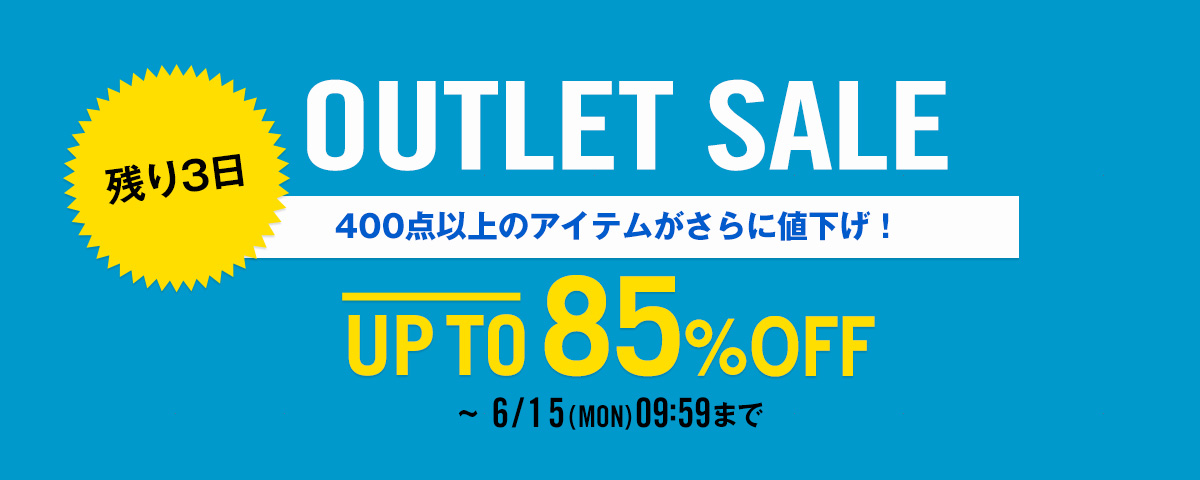 残り3日
OUTLET SALE
400点以上のアイテムがさらに値下げ！
UP TO 85%OFF
~ 6/15(MON)09:59まで